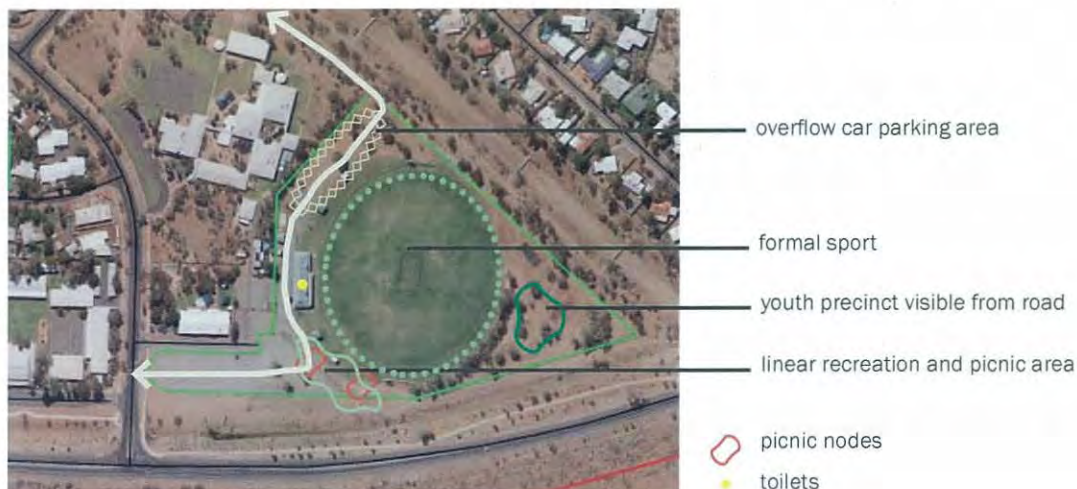 overflow car parking area
formal sport
youth precinct visible from road
linear recreation and picnic area
picnic nodes
toilets